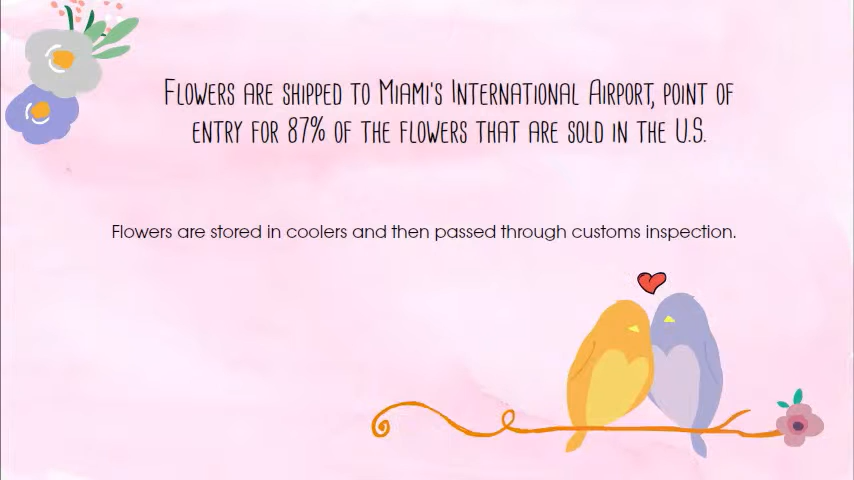 Flowers are shipped to Miami's International Airport, point of
entry for 87% of the flowers that are sold in the U.S.
Flowers are stored in coolers and then passed through customs inspection.